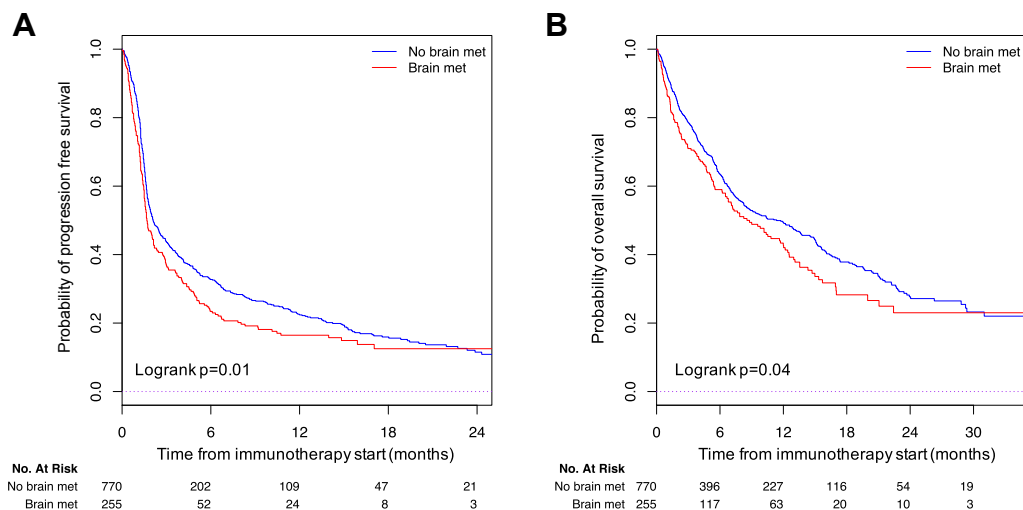 A
Probability of progression free survival
1.0
0.8
0.6
0.4
0.2
0.0
No brain met
Brain met
Logrank p=0.01
0 6 12 18 24
Time from immunotherapy start (months)
No. At Risk
No brain met 770 202 109 47 21
Brain met 255 52 24 8 3
B
Probability of overall survival
1.0
0.8
0.6
0.4
0.2
0.0
No brain met
Brain met
Logrank p=0.04
0 6 12 18 24 30
Time from immunotherapy start (months)
No. At Risk
No brain met 770 396 227 116 54 19
Brain met 255 117 63 20 10 3